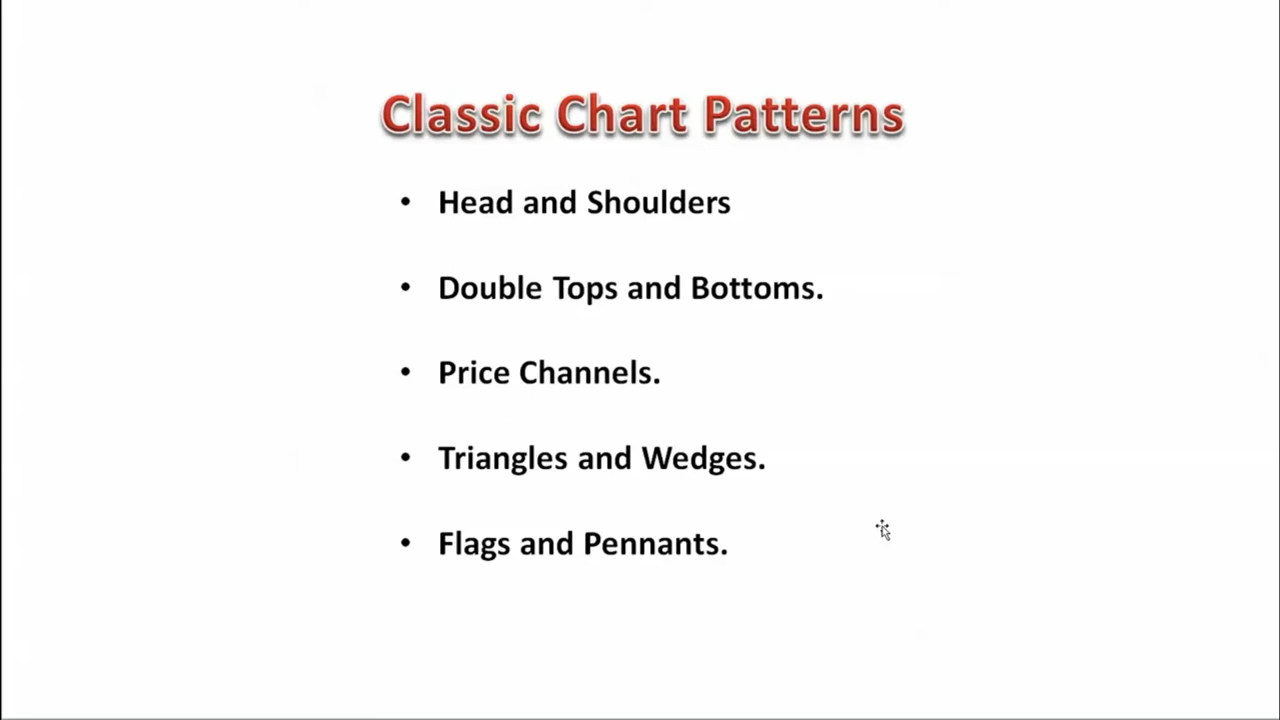 Classic Chart Patterns
• Head and Shoulders
• Double Tops and Bottoms.
• Price Channels.
• Triangles and Wedges.
• Flags and Pennants.